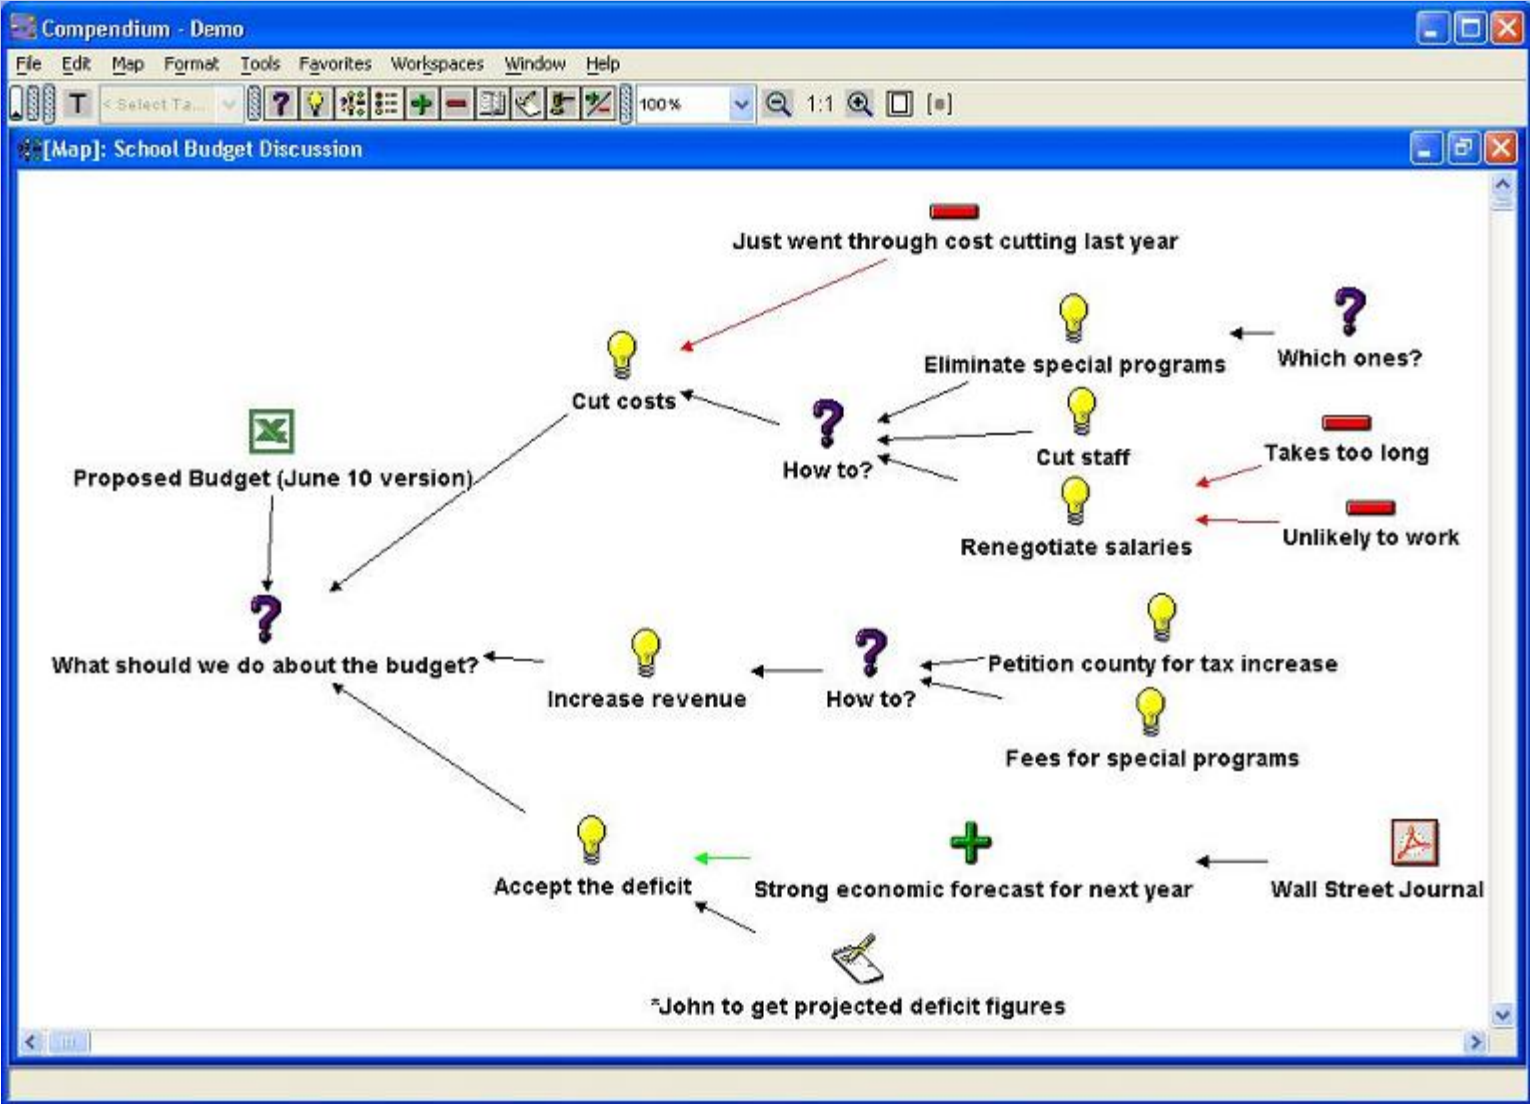 Compendium - Demo
File Edit Map Format Tools Favorites Workspaces Window Help
T < Select Ta... 100% 1:1
[Map]: School Budget Discussion
Just went through cost cutting last year
Which ones?
Eliminate special programs
Cut costs
Takes too long
Cut staff
How to?
Proposed Budget (June 10 version)
Unlikely to work
Renegotiate salaries
What should we do about the budget?
Petition county for tax increase
Increase revenue
How to?
Fees for special programs
Accept the deficit
Strong economic forecast for next year
Wall Street Journal
*John to get projected deficit figures